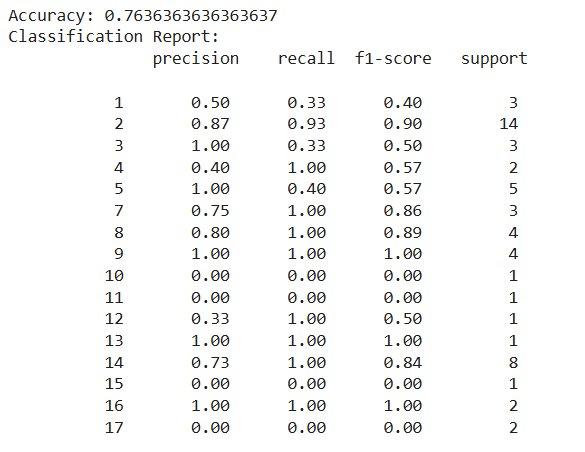 Accuracy: 0.7636363636363637
Classification Report:
precision recall f1-score support
1 0.50 0.33 0.40 3
2 0.87 0.93 0.90 14
3 1.00 0.33 0.50 3
4 0.40 1.00 0.57 2
5 1.00 0.40 0.57 5
7 0.75 1.00 0.86 3
8 0.80 1.00 0.89 4
9 1.00 1.00 1.00 4
10 0.00 0.00 0.00 1
11 0.00 0.00 0.00 1
12 0.33 1.00 0.50 1
13 1.00 1.00 1.00 1
14 0.73 1.00 0.84 8
15 0.00 0.00 0.00 1
16 1.00 1.00 1.00 2
17 0.00 0.00 0.00 2